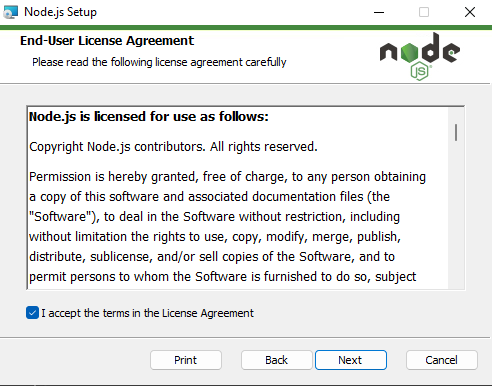 Node.js Setup
End-User License Agreement
Please read the following license agreement carefully
node
JS
Node.js is licensed for use as follows:
Copyright Node.js contributors. All rights reserved.
Permission is hereby granted, free of charge, to any person obtaining
a copy of this software and associated documentation files (the
"Software"), to deal in the Software without restriction, including
without limitation the rights to use, copy, modify, merge, publish,
distribute, sublicense, and/or sell copies of the Software, and to
permit persons to whom the Software is furnished to do so, subject
I accept the terms in the License Agreement
Print
Back
Next
Cancel